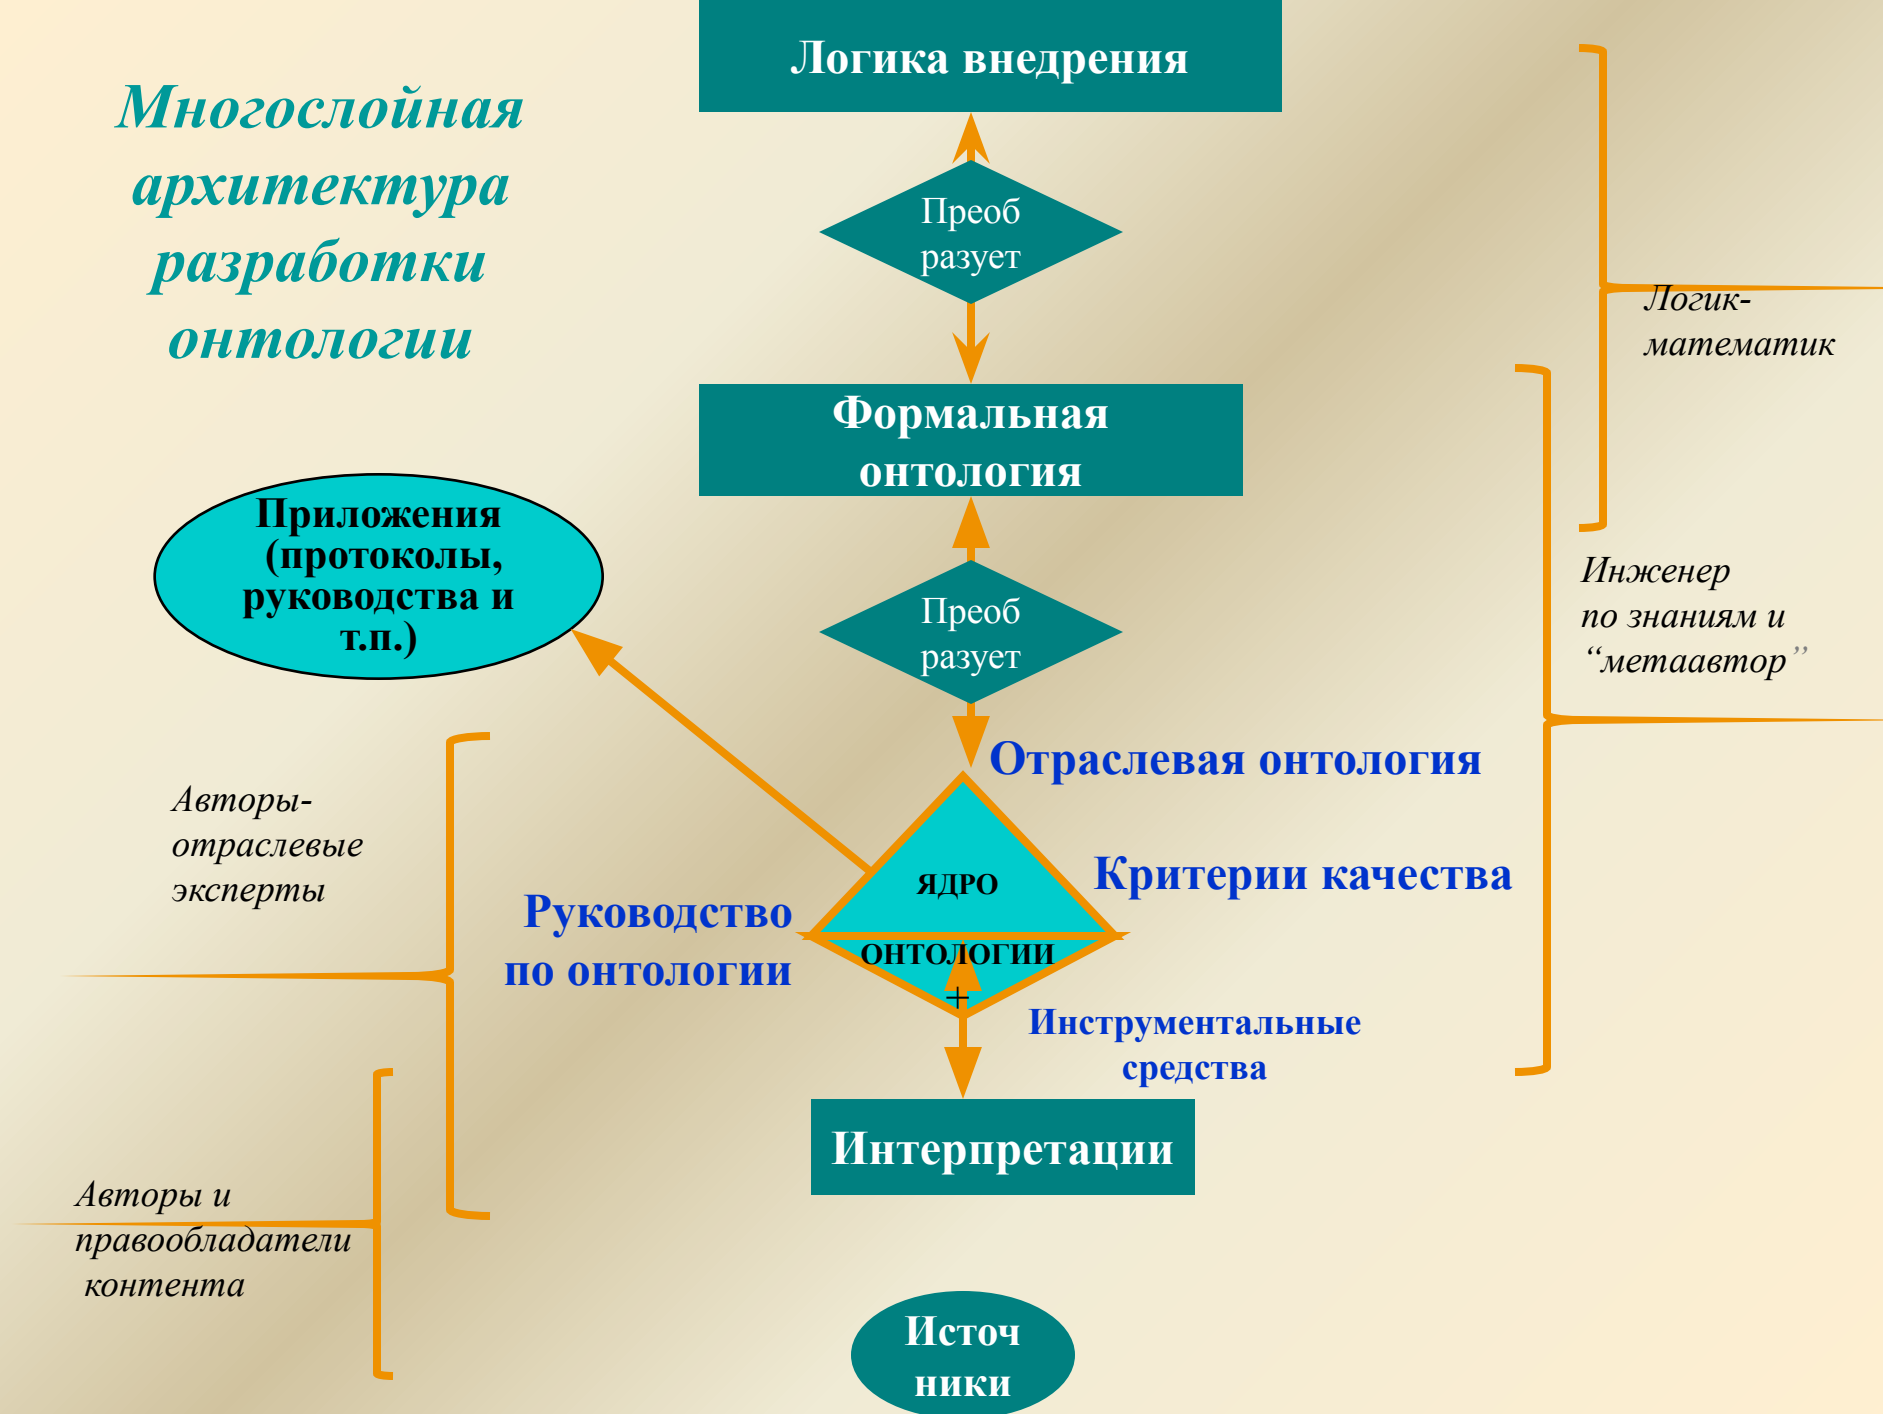 Логика внедрения
Многослойная
архитектура
разработки
онтологии
Преоб
разует
Логик-
математик
Формальная
онтология
Приложения
(протоколы,
руководства и
т.п.)
Инженер
по знаниям и
“метаавтор”
Преоб
разует
Отраслевая онтология
Авторы-
отраслевые
эксперты
Критерии качества
ЯДРО
ОНТОЛОГИИ
+
Руководство
по онтологии
Инструментальные
средства
Интерпретации
Авторы и
правообладатели
контента
Источ
ники